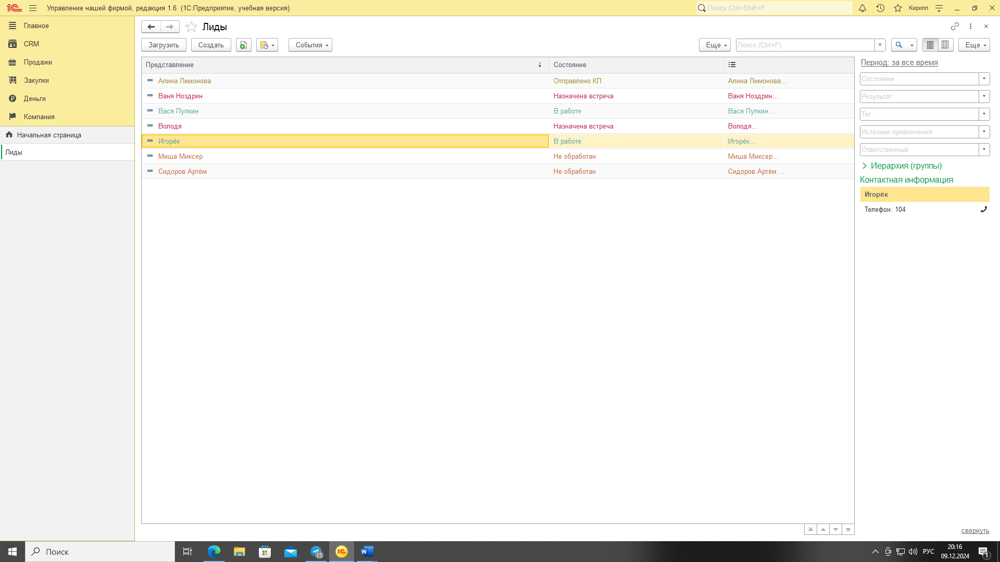 1С Управление нашей фирмой, редакция 1.6 (1С:Предприятие, учебная версия) Поиск Ctrl+Shift+F Кирилл
Главное
CRM
Продажи
Закупки
Деньги
Компания
Начальная страница
Лиды
Лиды
Загрузить Создать События Еще Поиск (Ctrl+F) × Еще
Представление ↓ Состояние
Алина Лимонова Отправлено КП Алина Лимонова...
Ваня Ноздрин Назначена встреча Ваня Ноздрин...
Вася Пупкин В работе Вася Пупкин...
Володя Назначена встреча Володя...
Игорёк В работе Игорёк...
Миша Миксер Не обработан Миша Миксер...
Сидоров Артём Не обработан Сидоров Артём ...
Период: за все время
Состояние
Результат
Тег
Источник привлечения
Ответственный
Иерархия (группы)
Контактная информация
Игорёк
Телефон: 104
свернуть
Поиск
15
1С
W
РУС
20:16
09.12.2024
1